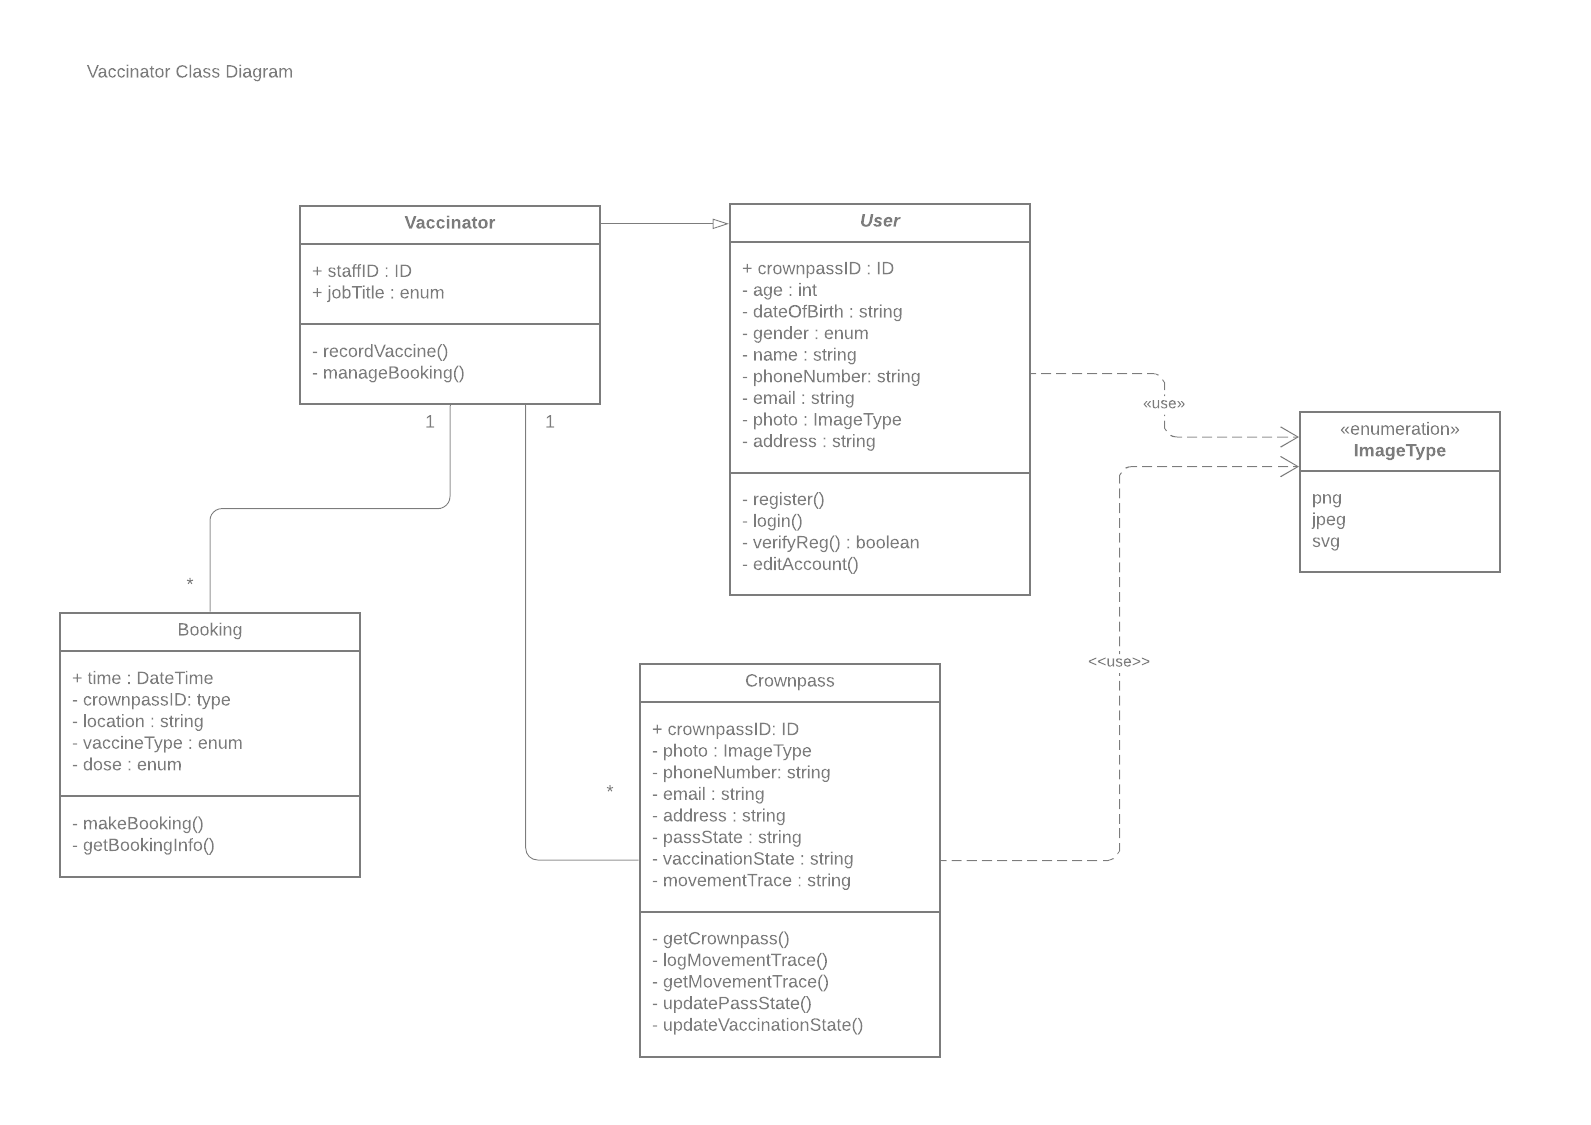 Vaccinator Class Diagram
Vaccinator
+ staffID : ID
+ jobTitle : enum
- recordVaccine()
- manageBooking()
1
1
User
+ crownpassID : ID
- age : int
- dateOfBirth : string
- gender : enum
- name : string
- phoneNumber: string
- email : string
- photo : ImageType
- address : string
- register()
- login()
- verifyReg() : boolean
- editAccount()
«use»
«enumeration»
ImageType
png
jpeg
svg
*
Booking
+ time : DateTime
- crownpassID: type
- location : string
- vaccineType : enum
- dose : enum
- makeBooking()
- getBookingInfo()
*
Crownpass
+ crownpassID: ID
- photo : ImageType
- phoneNumber: string
- email : string
- address : string
- passState : string
- vaccinationState : string
- movementTrace : string
- getCrownpass()
- logMovementTrace()
- getMovementTrace()
- updatePassState()
- updateVaccinationState()
<<use>>